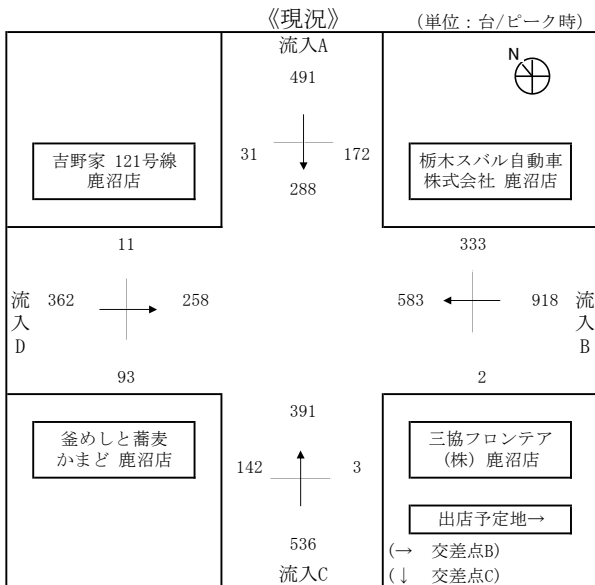 《現況》
(単位：台/ピーク時)
流入A
491
N
31
172
288
吉野家 121号線
鹿沼店
栃木スバル自動車
株式会社 鹿沼店
11
333
流入D
362
258
583
918
流入B
93
2
釜めしと蕎麦
かまど 鹿沼店
391
三協フロンテア
(株) 鹿沼店
142
3
出店予定地→
536
流入C
(→ 交差点B)
(↓ 交差点C)